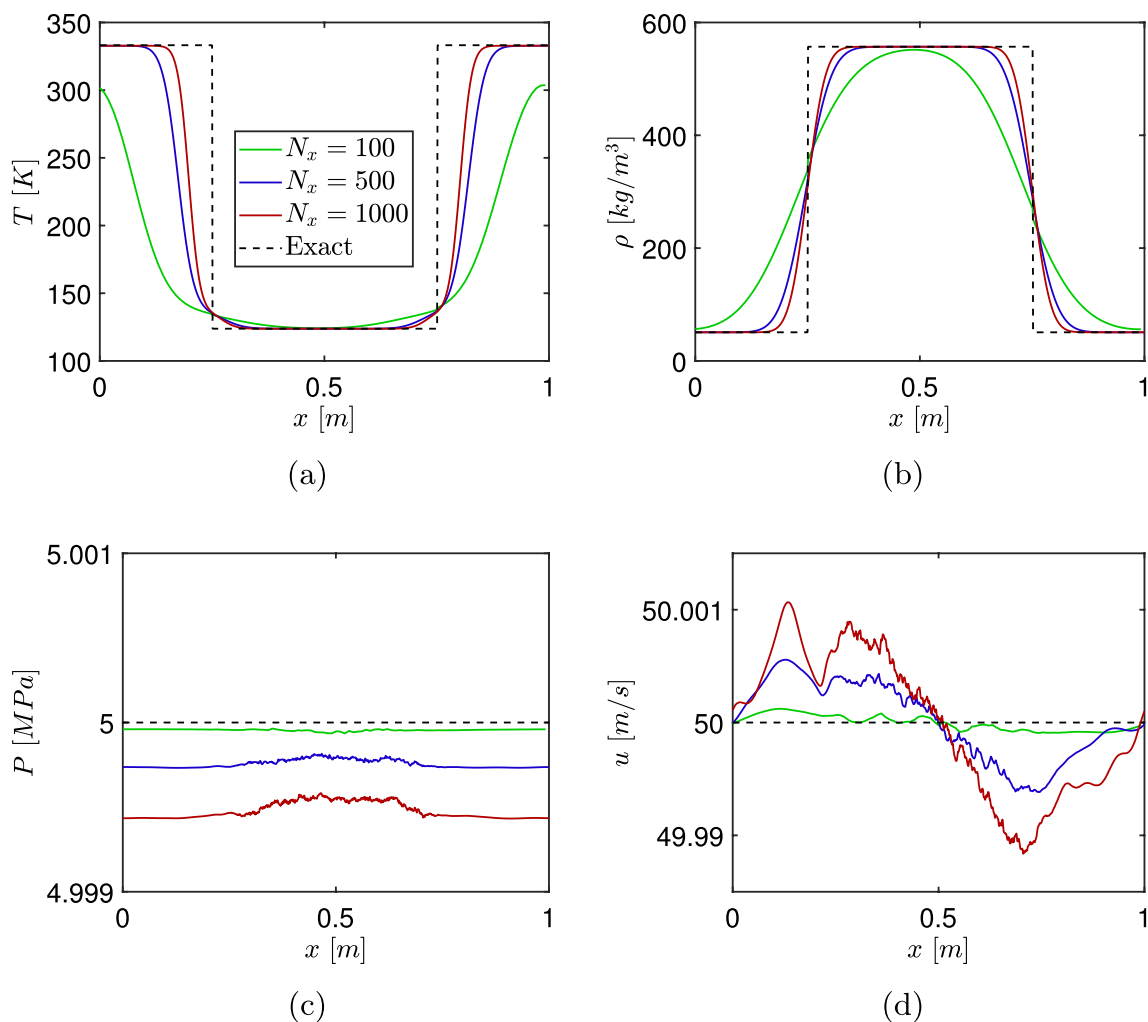 350
300
250
200
150
100
T [K]
N_x = 100
N_x = 500
N_x = 1000
Exact
0
0.5
1
x [m]
(a)
600
400
200
0
ρ [kg/m^3]
0
0.5
1
x [m]
(b)
5.001
5
4.999
P [MPa]
0
0.5
1
x [m]
(c)
50.001
50
49.99
u [m/s]
0
0.5
1
x [m]
(d)